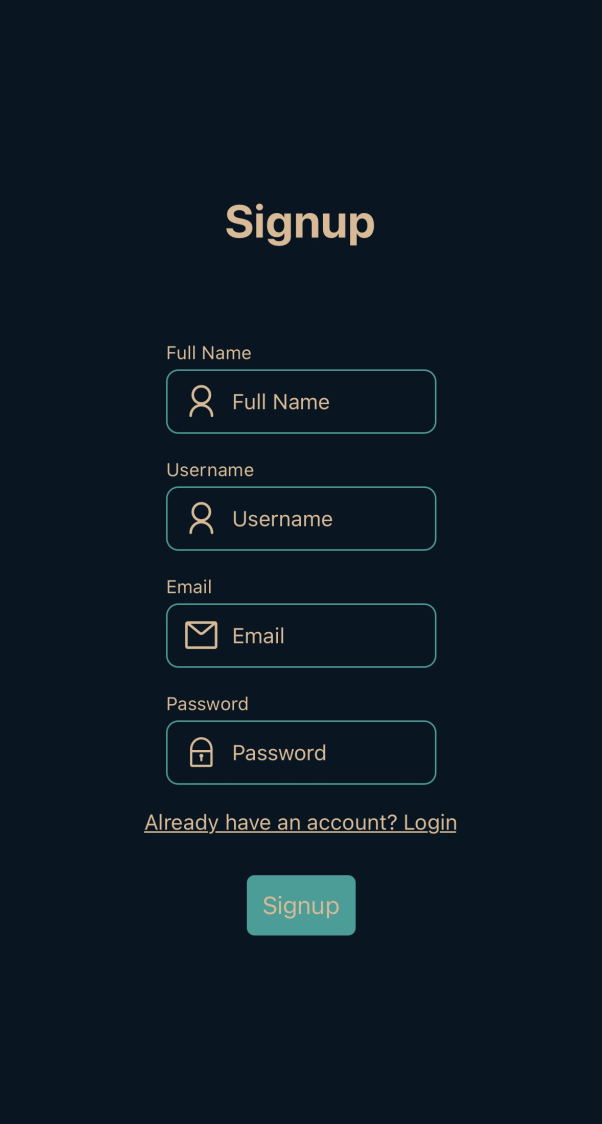 Signup
Full Name
Full Name
Username
Username
Email
Email
Password
Password
Already have an account? Login
Signup